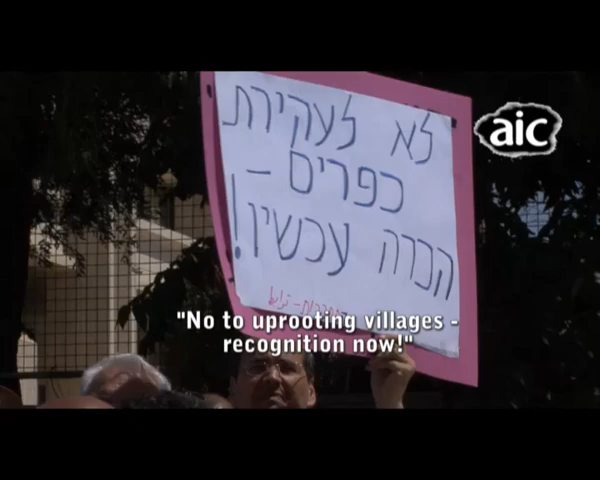 aic
לא לעקירת
כפרים -
הכרה עכשיו!
"No to uprooting villages -
recognition now!"